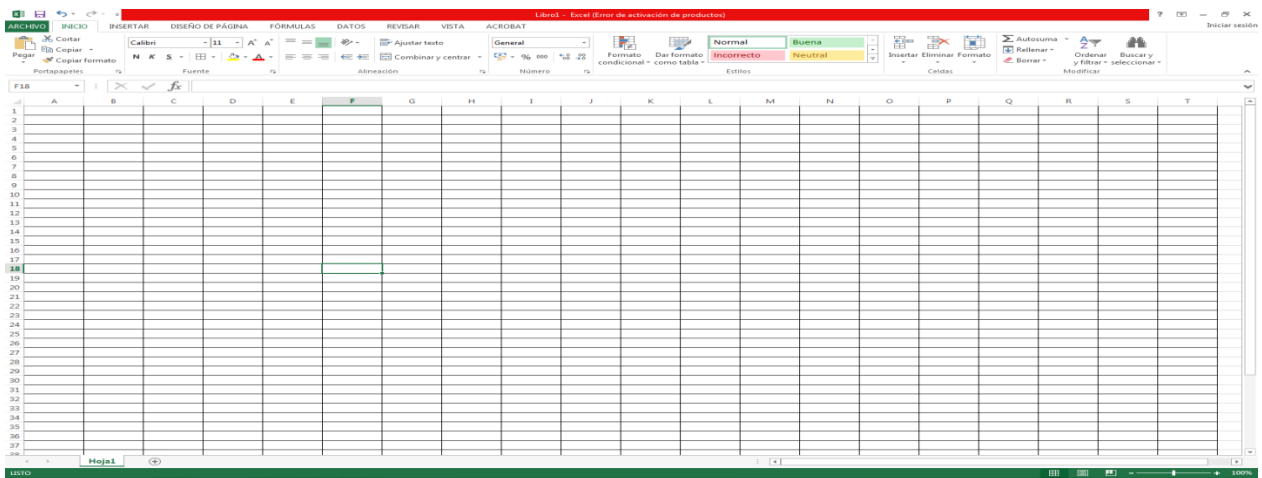 Libro1 - Excel (Error de activación de productos)
ARCHIVO INICIO INSERTAR DISEÑO DE PÁGINA FÓRMULAS DATOS REVISAR VISTA ACROBAT Iniciar sesión
Pegar Cortar Copiar Copiar formato
Portapapeles
Calibri 11
N K S
Fuente
Ajustar texto
Combinar y centrar
Alineación
General
% 000
Número
Formato condicional Dar formato como tabla
Normal Buena
Incorrecto Neutral
Estilos
Insertar Eliminar Formato
Celdas
Autosuma
Rellenar
Borrar
Ordenar y filtrar Buscar y seleccionar
Modificar
F18 fx
A B C D E F G H I J K L M N O P Q R S T
1
2
3
4
5
6
7
8
9
10
11
12
13
14
15
16
17
18
19
20
21
22
23
24
25
26
27
28
29
30
31
32
33
34
35
36
37
38
Hoja1
LISTO 100%